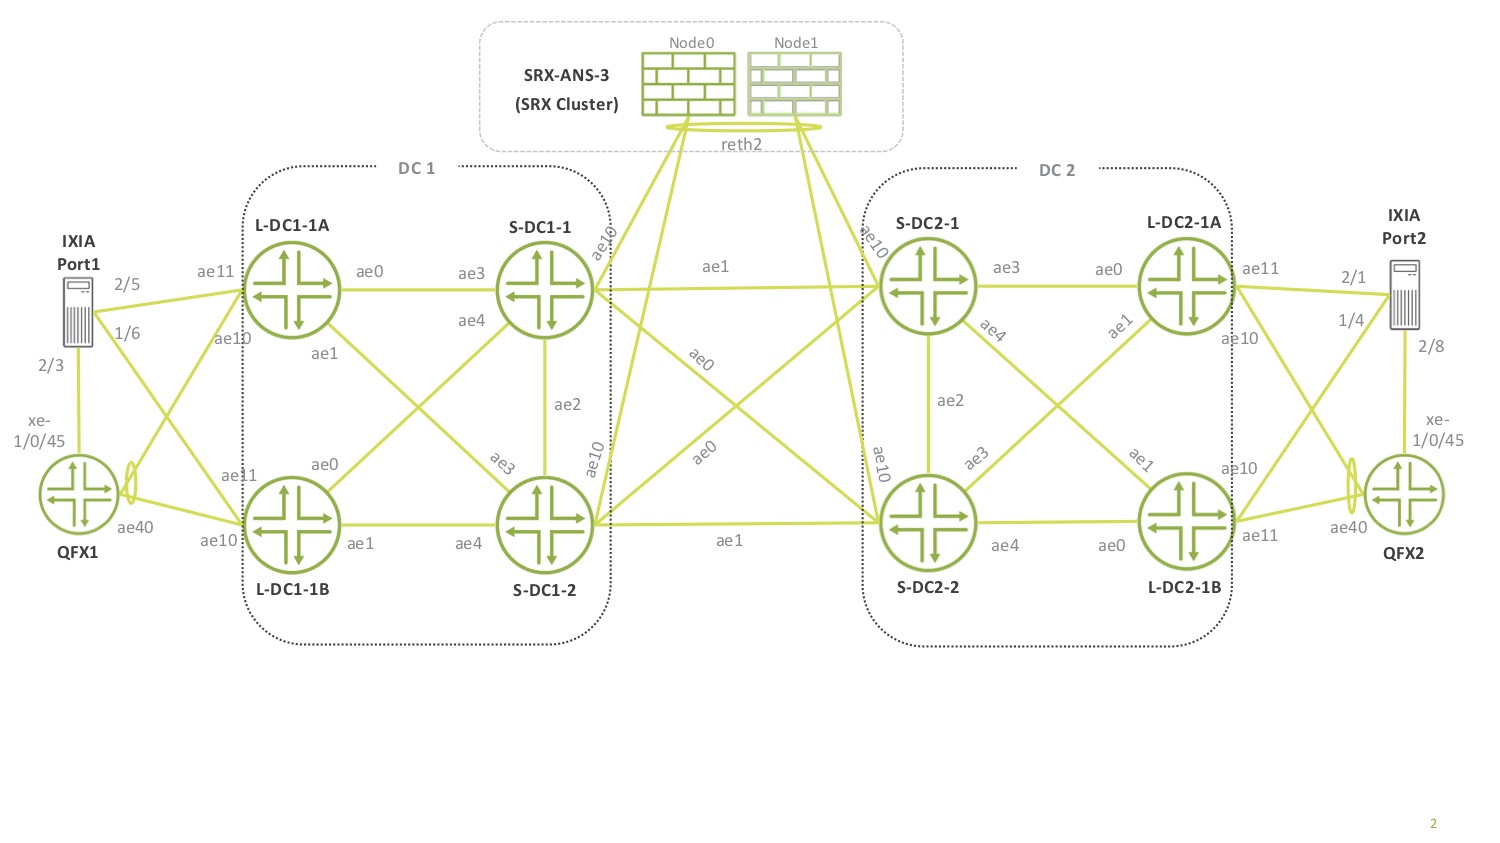 Node0
Node1
SRX-ANS-3
(SRX Cluster)
reth2
DC 1
DC 2
IXIA
Port1
L-DC1-1A
S-DC1-1
S-DC2-1
L-DC2-1A
IXIA
Port2
2/5
ae11
ae0
ae3
ae10
ae1
ae10
ae3
ae0
ae11
2/1
1/6
ae10
ae4
ae4
ae1
ae10
1/4
2/3
ae1
ae0
2/8
xe-
1/0/45
ae2
ae2
xe-
1/0/45
ae11
ae0
ae3
ae10
ae0
ae10
ae3
ae1
ae10
ae40
ae10
ae1
ae4
ae1
ae4
ae0
ae11
ae40
QFX1
L-DC1-1B
S-DC1-2
S-DC2-2
L-DC2-1B
QFX2
2